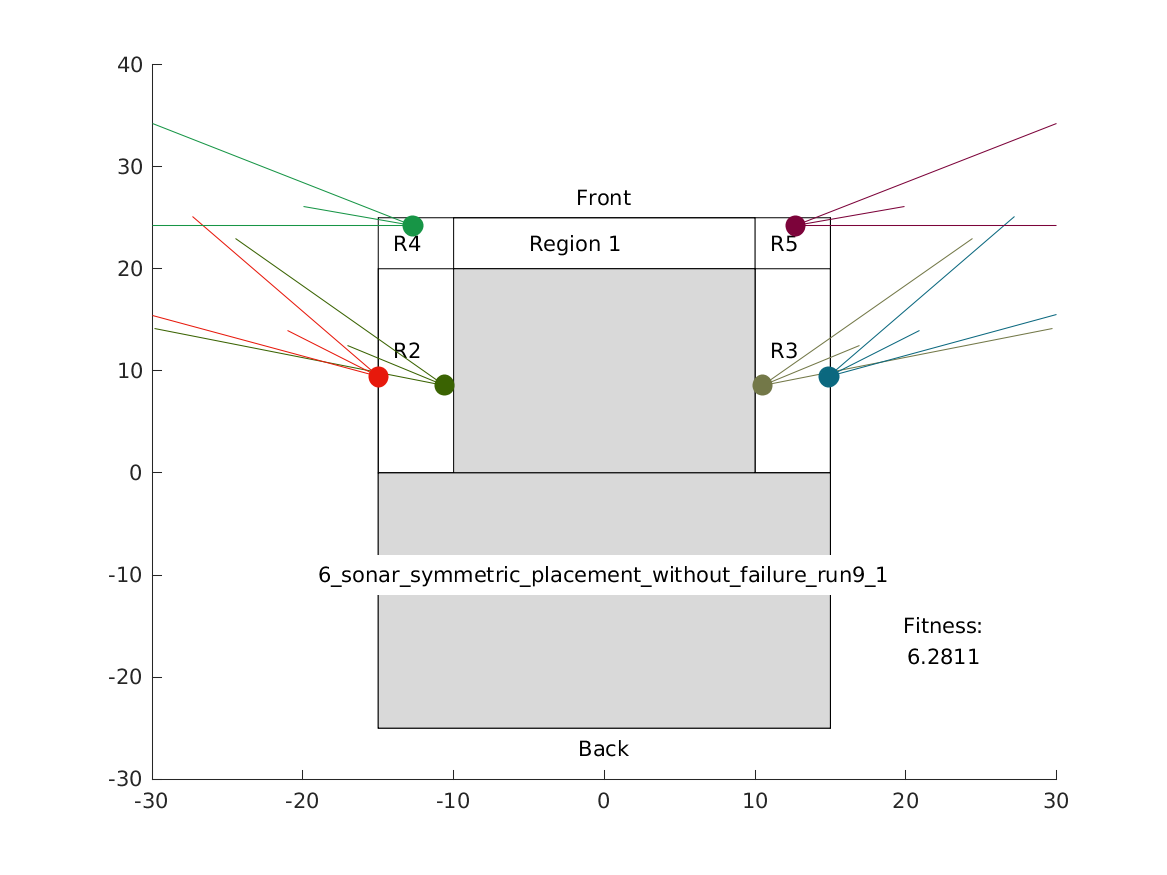 40
30
Front
R4
Region 1
R5
20
R2
R3
10
0
-10
6_sonar_symmetric_placement_without_failure_run9_1
Fitness:
6.2811
-20
Back
-30
-30
-20
-10
0
10
20
30